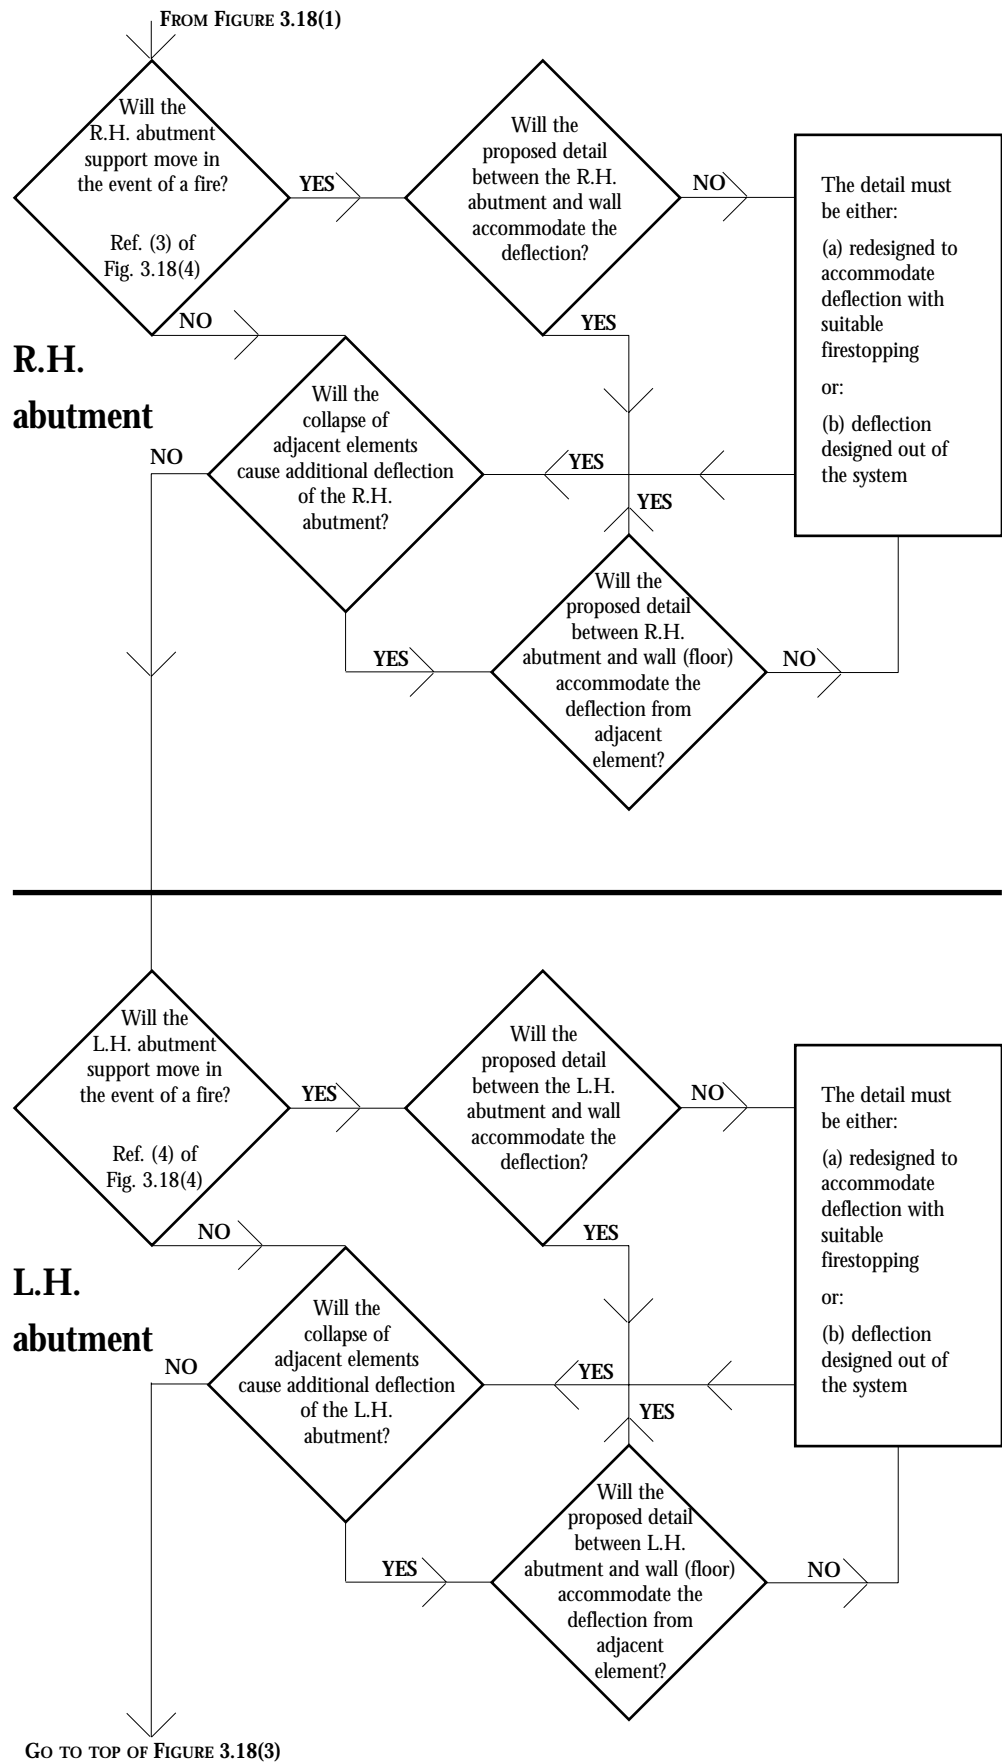 FROM FIGURE 3.18(1)
Will the
R.H. abutment
support move in
the event of a fire?
Ref. (3) of
Fig. 3.18(4)
YES
Will the
proposed detail
between the R.H.
abutment and wall
accommodate the
deflection?
NO
The detail must
be either:
(a) redesigned to
accommodate
deflection with
suitable
firestopping
or:
(b) deflection
designed out of
the system
NO
YES
R.H.
abutment
Will the
collapse of
adjacent elements
cause additional deflection
of the R.H.
abutment?
NO
YES
YES
Will the
proposed detail
between R.H.
abutment and wall (floor)
accommodate the
deflection from
adjacent
element?
YES
NO
Will the
L.H. abutment
support move in
the event of a fire?
Ref. (4) of
Fig. 3.18(4)
YES
Will the
proposed detail
between the L.H.
abutment and wall
accommodate the
deflection?
NO
The detail must
be either:
(a) redesigned to
accommodate
deflection with
suitable
firestopping
or:
(b) deflection
designed out of
the system
NO
YES
L.H.
abutment
Will the
collapse of
adjacent elements
cause additional deflection
of the L.H.
abutment?
NO
YES
YES
Will the
proposed detail
between L.H.
abutment and wall (floor)
accommodate the
deflection from
adjacent
element?
YES
NO
GO TO TOP OF FIGURE 3.18(3)